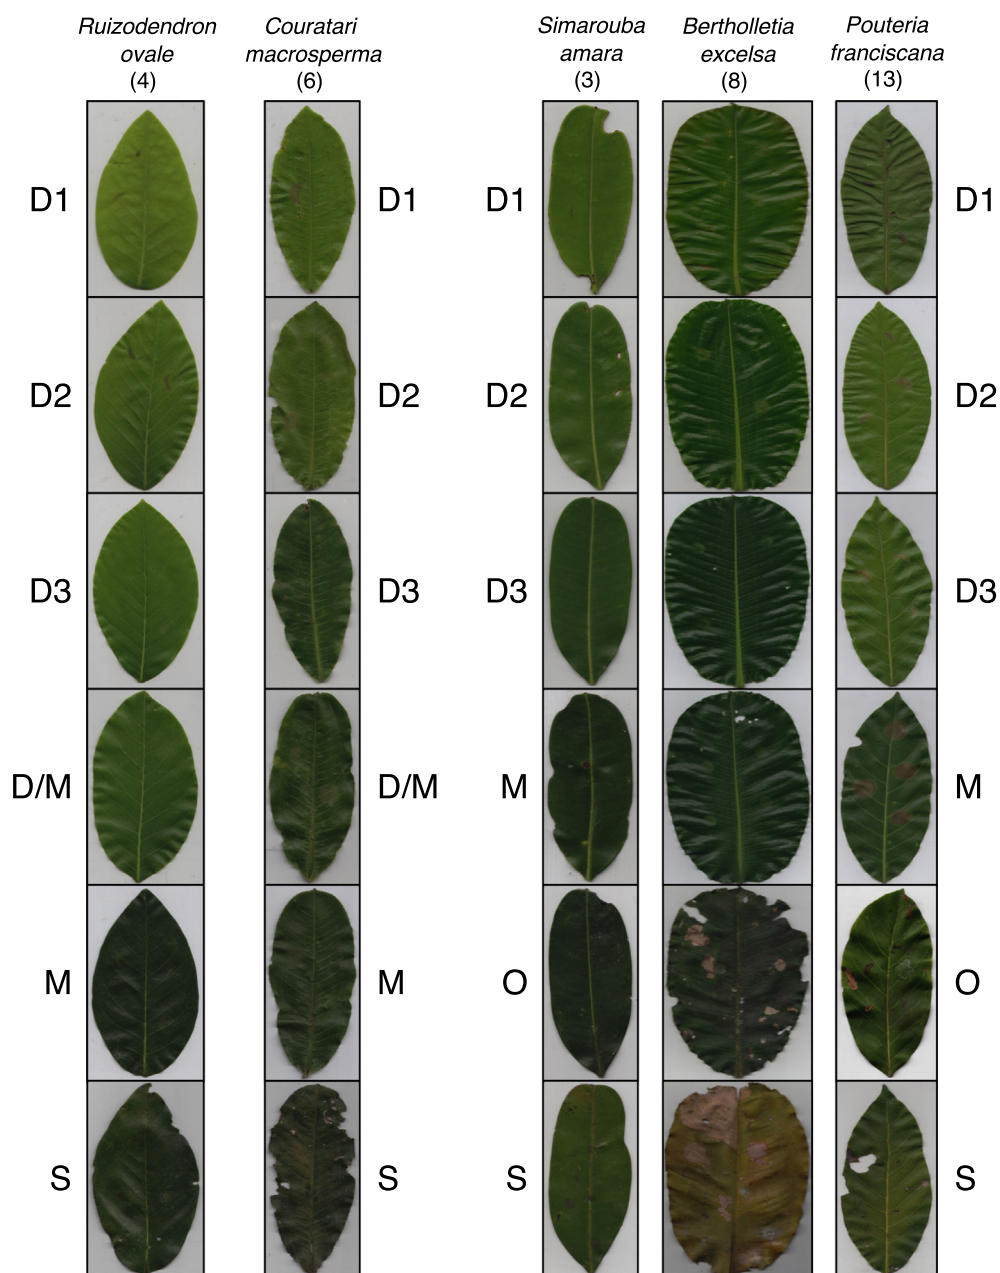 Ruizodendron
ovale
(4)
Couratari
macrosperma
(6)
Simarouba
amara
(3)
Bertholletia
excelsa
(8)
Pouteria
franciscana
(13)
D1 D1 D1 D1
D2 D2 D2 D2
D3 D3 D3 D3
D/M D/M M M
M M O O
S S S S